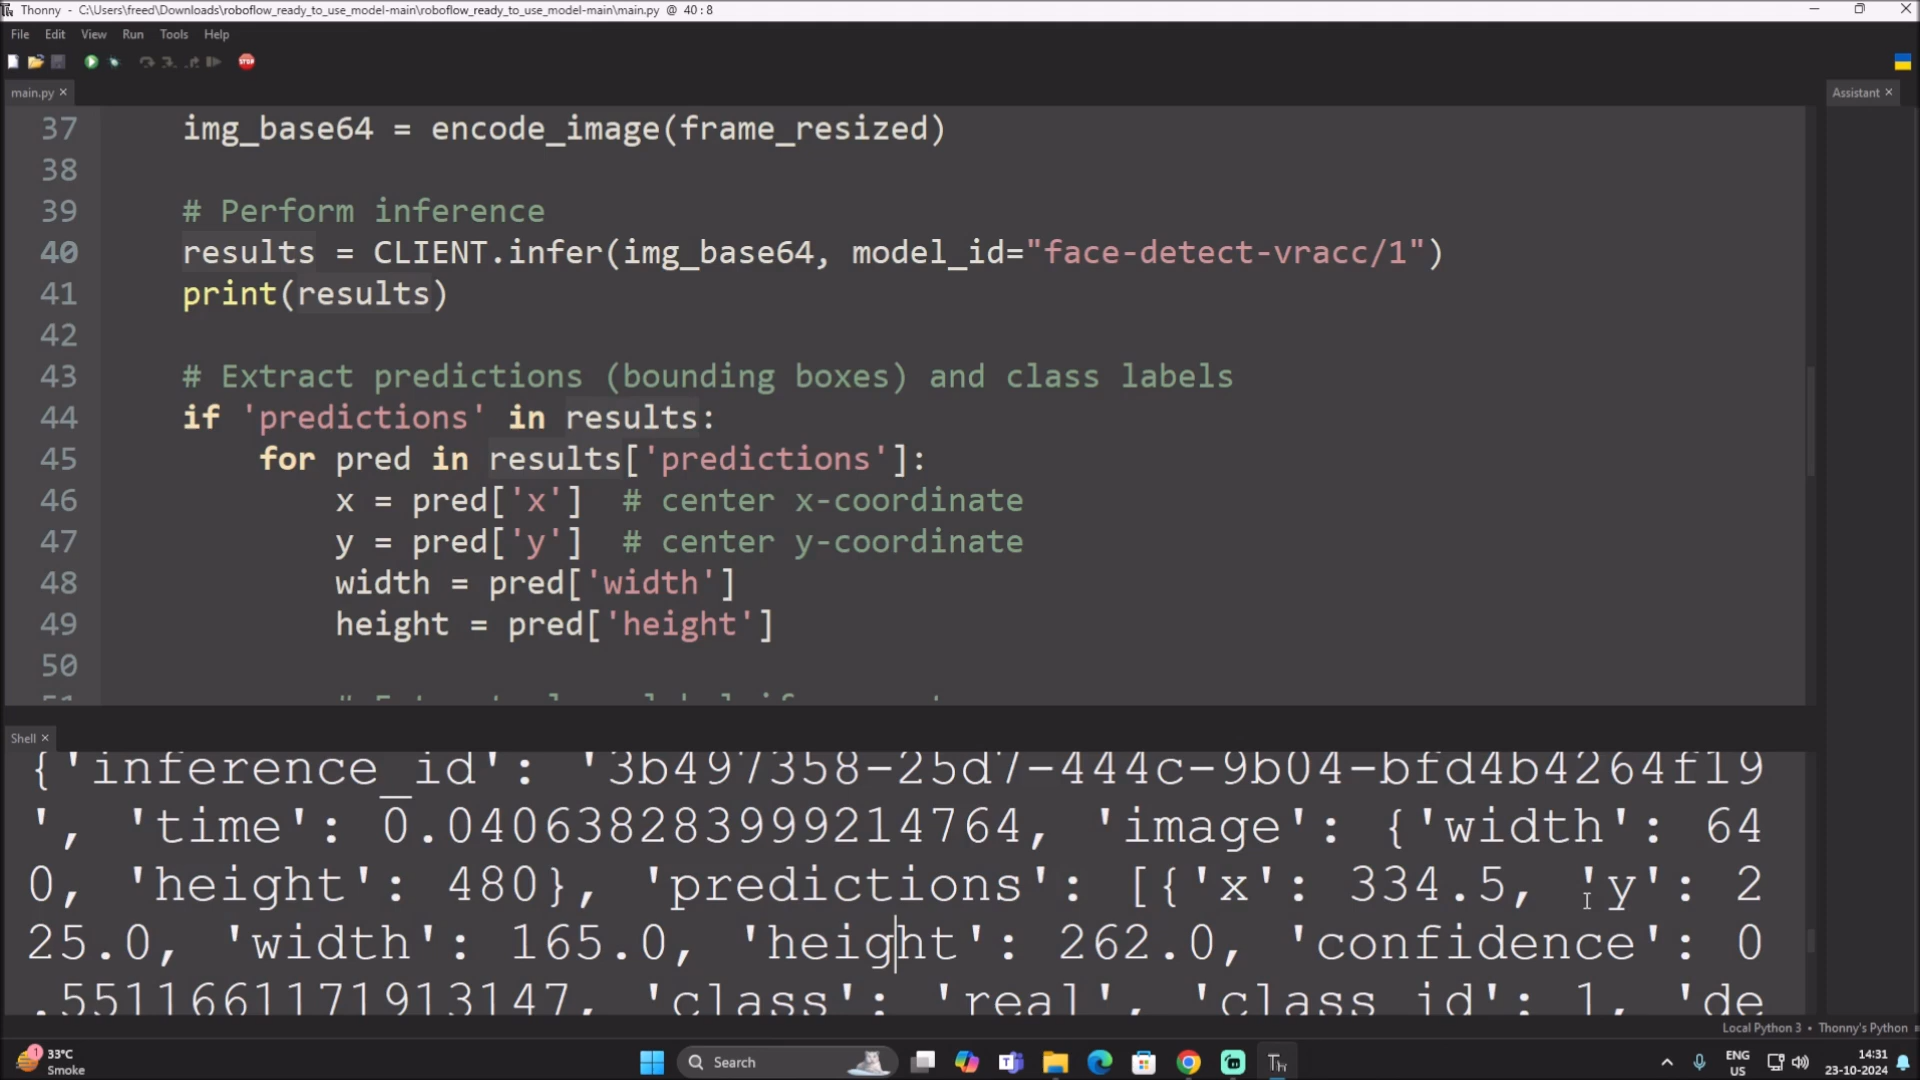 Thonny - C:\Users\freed\Downloads\roboflow_ready_to_use_model-main\roboflow_ready_to_use_model-main\main.py @ 40 : 8
File Edit View Run Tools Help
STOP
main.py ×
Assistant ×
37 img_base64 = encode_image(frame_resized)
38
39 # Perform inference
40 results = CLIENT.infer(img_base64, model_id="face-detect-vracc/1")
41 print(results)
42
43 # Extract predictions (bounding boxes) and class labels
44 if 'predictions' in results:
45 for pred in results['predictions']:
46 x = pred['x'] # center x-coordinate
47 y = pred['y'] # center y-coordinate
48 width = pred['width']
49 height = pred['height']
50
Shell ×
{'inference_id': '3b497358-25d7-444c-9b04-bfd4b4264f19
', 'time': 0.040638283999214764, 'image': {'width': 64
0, 'height': 480}, 'predictions': [{'x': 334.5, 'y': 2
25.0, 'width': 165.0, 'height': 262.0, 'confidence': 0
.5511661171913147, 'class': 'real', 'class_id': 1, 'de
Local Python 3 • Thonny's Python
1
33°C
Smoke
Search
ENG
US
14:31
23-10-2024